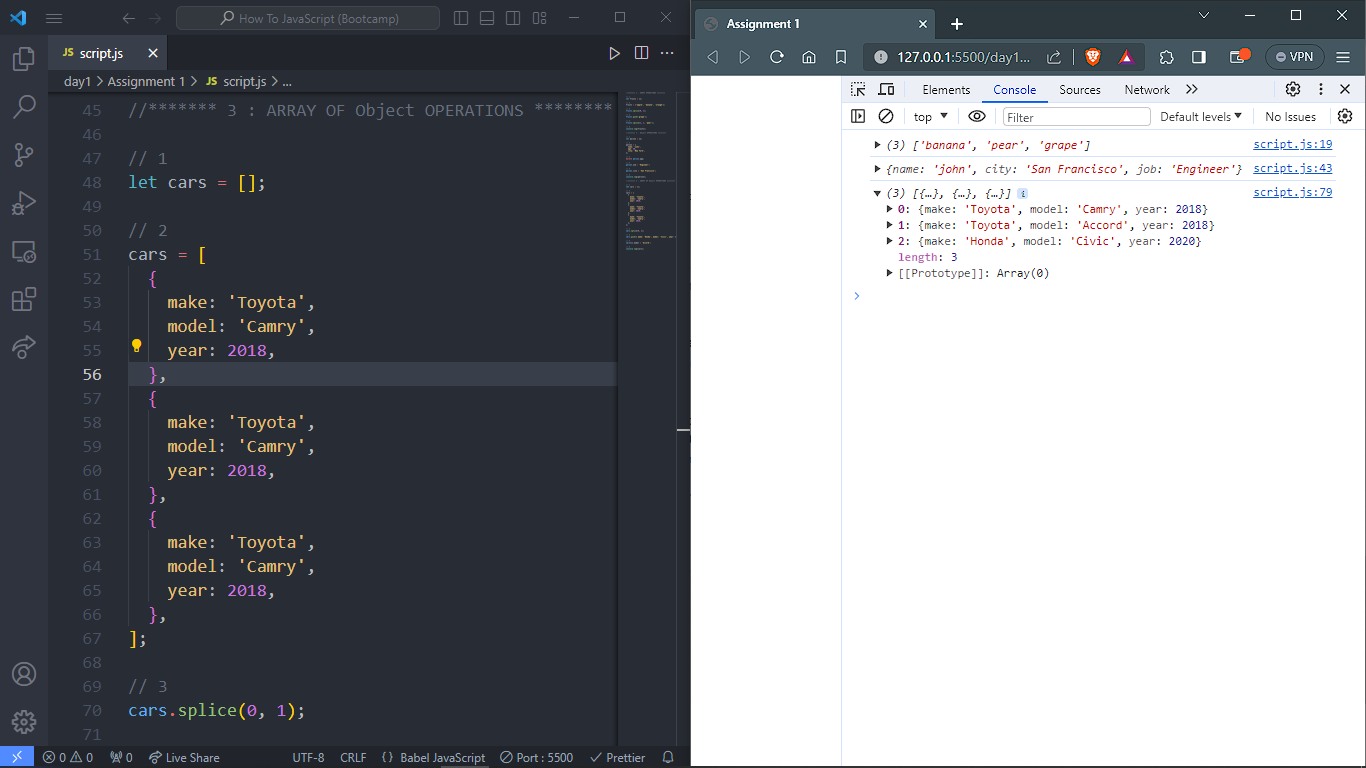 How To JavaScript (Bootcamp)
JS script.js
day1 > Assignment 1 > JS script.js > ...
45 //******* 3 : ARRAY OF Object OPERATIONS ********
46
47 // 1
48 let cars = [];
49
50 // 2
51 cars = [
52 {
53 make: 'Toyota',
54 model: 'Camry',
55 year: 2018,
56 },
57 {
58 make: 'Toyota',
59 model: 'Camry',
60 year: 2018,
61 },
62 {
63 make: 'Toyota',
64 model: 'Camry',
65 year: 2018,
66 },
67 ];
68
69 // 3
70 cars.splice(0, 1);
71
0 0 0 Live Share UTF-8 CRLF {} Babel JavaScript Port : 5500 Prettier
Assignment 1
127.0.0.1:5500/day1... VPN
Elements Console Sources Network
top Filter Default levels No Issues
(3) ['banana', 'pear', 'grape'] script.js:19
{name: 'john', city: 'San Francisco', job: 'Engineer'} script.js:43
(3) [{…}, {…}, {…}] i script.js:79
0: {make: 'Toyota', model: 'Camry', year: 2018}
1: {make: 'Toyota', model: 'Accord', year: 2018}
2: {make: 'Honda', model: 'Civic', year: 2020}
length: 3
[[Prototype]]: Array(0)